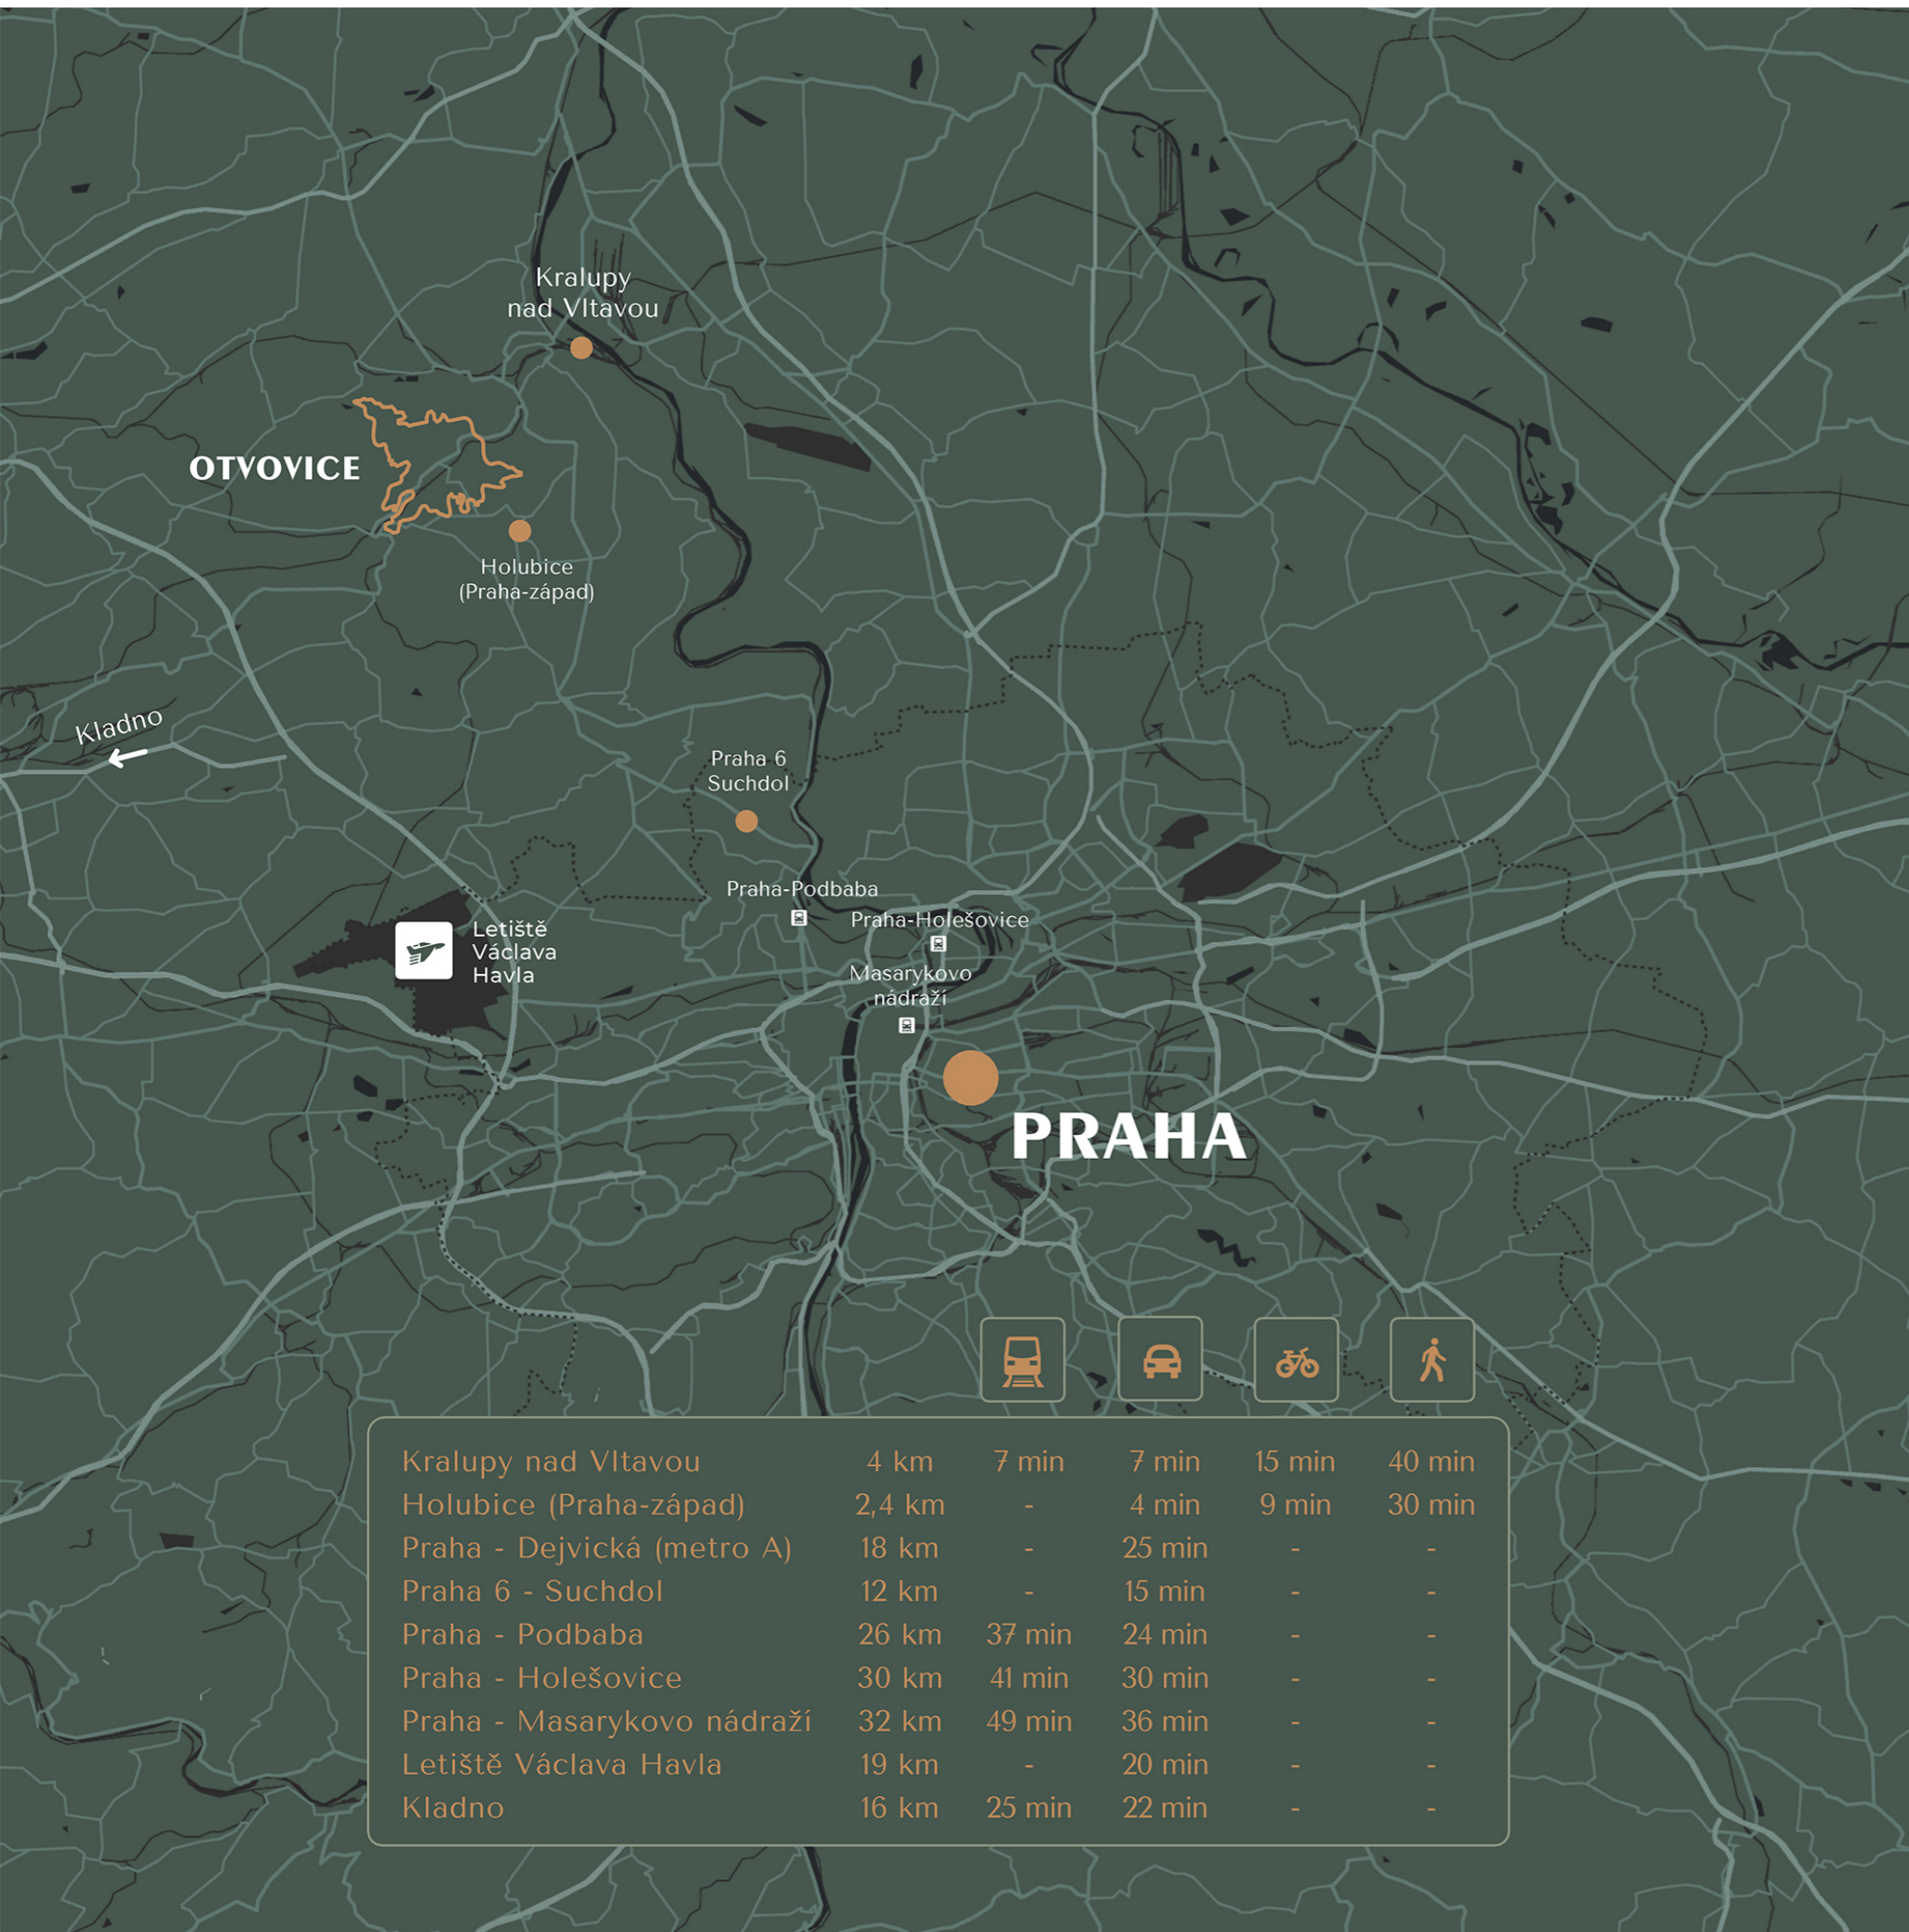 Kralupy
nad Vltavou
OTVOVICE
Holubice
(Praha-západ)
Kladno
Praha 6
Suchdol
Praha-Podbaba
Praha-Holešovice
Letiště
Václava
Havla
Masarykovo
nádraží
PRAHA
Kralupy nad Vltavou 4 km 7 min 7 min 15 min 40 min
Holubice (Praha-západ) 2,4 km - 4 min 9 min 30 min
Praha - Dejvická (metro A) 18 km - 25 min - -
Praha 6 - Suchdol 12 km - 15 min - -
Praha - Podbaba 26 km 37 min 24 min - -
Praha - Holešovice 30 km 41 min 30 min - -
Praha - Masarykovo nádraží 32 km 49 min 36 min - -
Letiště Václava Havla 19 km - 20 min - -
Kladno 16 km 25 min 22 min - -